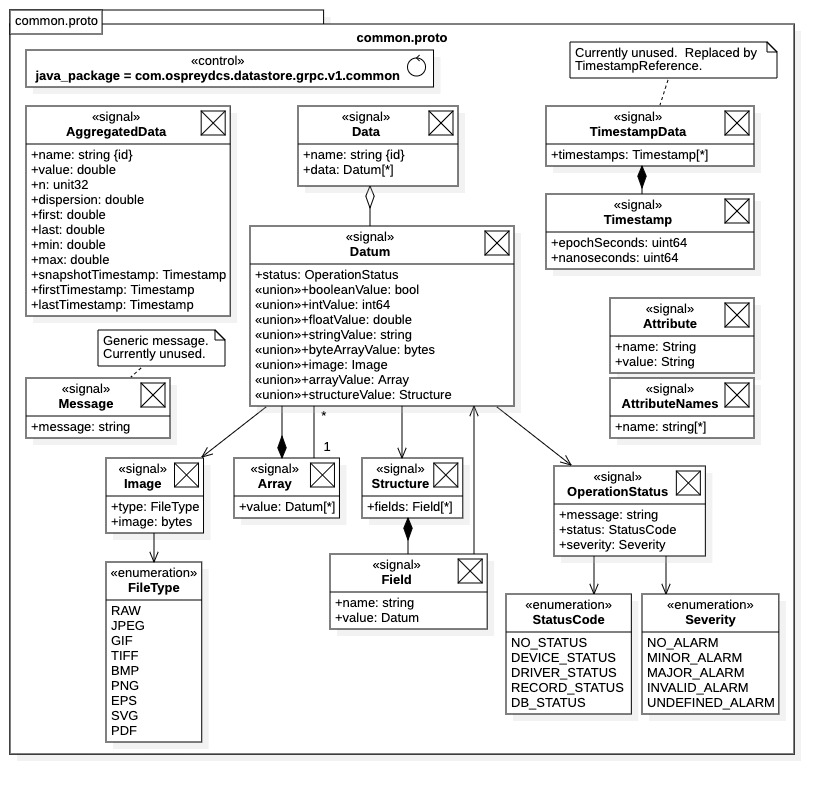 common.proto
common.proto
«control»
java_package = com.ospreydcs.datastore.grpc.v1.common
Currently unused. Replaced by
TimestampReference.
«signal»
AggregatedData
+name: string {id}
+value: double
+n: unit32
+dispersion: double
+first: double
+last: double
+min: double
+max: double
+snapshotTimestamp: Timestamp
+firstTimestamp: Timestamp
+lastTimestamp: Timestamp
«signal»
Data
+name: string {id}
+data: Datum[*]
«signal»
TimestampData
+timestamps: Timestamp[*]
«signal»
Timestamp
+epochSeconds: uint64
+nanoseconds: uint64
«signal»
Datum
+status: OperationStatus
«union»+booleanValue: bool
«union»+intValue: int64
«union»+floatValue: double
«union»+stringValue: string
«union»+byteArrayValue: bytes
«union»+image: Image
«union»+arrayValue: Array
«union»+structureValue: Structure
«signal»
Attribute
+name: String
+value: String
Generic message.
Currently unused.
«signal»
Message
+message: string
«signal»
AttributeNames
+name: string[*]
*
1
«signal»
Image
+type: FileType
+image: bytes
«signal»
Array
+value: Datum[*]
«signal»
Structure
+fields: Field[*]
«signal»
OperationStatus
+message: string
+status: StatusCode
+severity: Severity
«signal»
Field
+name: string
+value: Datum
«enumeration»
FileType
RAW
JPEG
GIF
TIFF
BMP
PNG
EPS
SVG
PDF
«enumeration»
StatusCode
NO_STATUS
DEVICE_STATUS
DRIVER_STATUS
RECORD_STATUS
DB_STATUS
«enumeration»
Severity
NO_ALARM
MINOR_ALARM
MAJOR_ALARM
INVALID_ALARM
UNDEFINED_ALARM